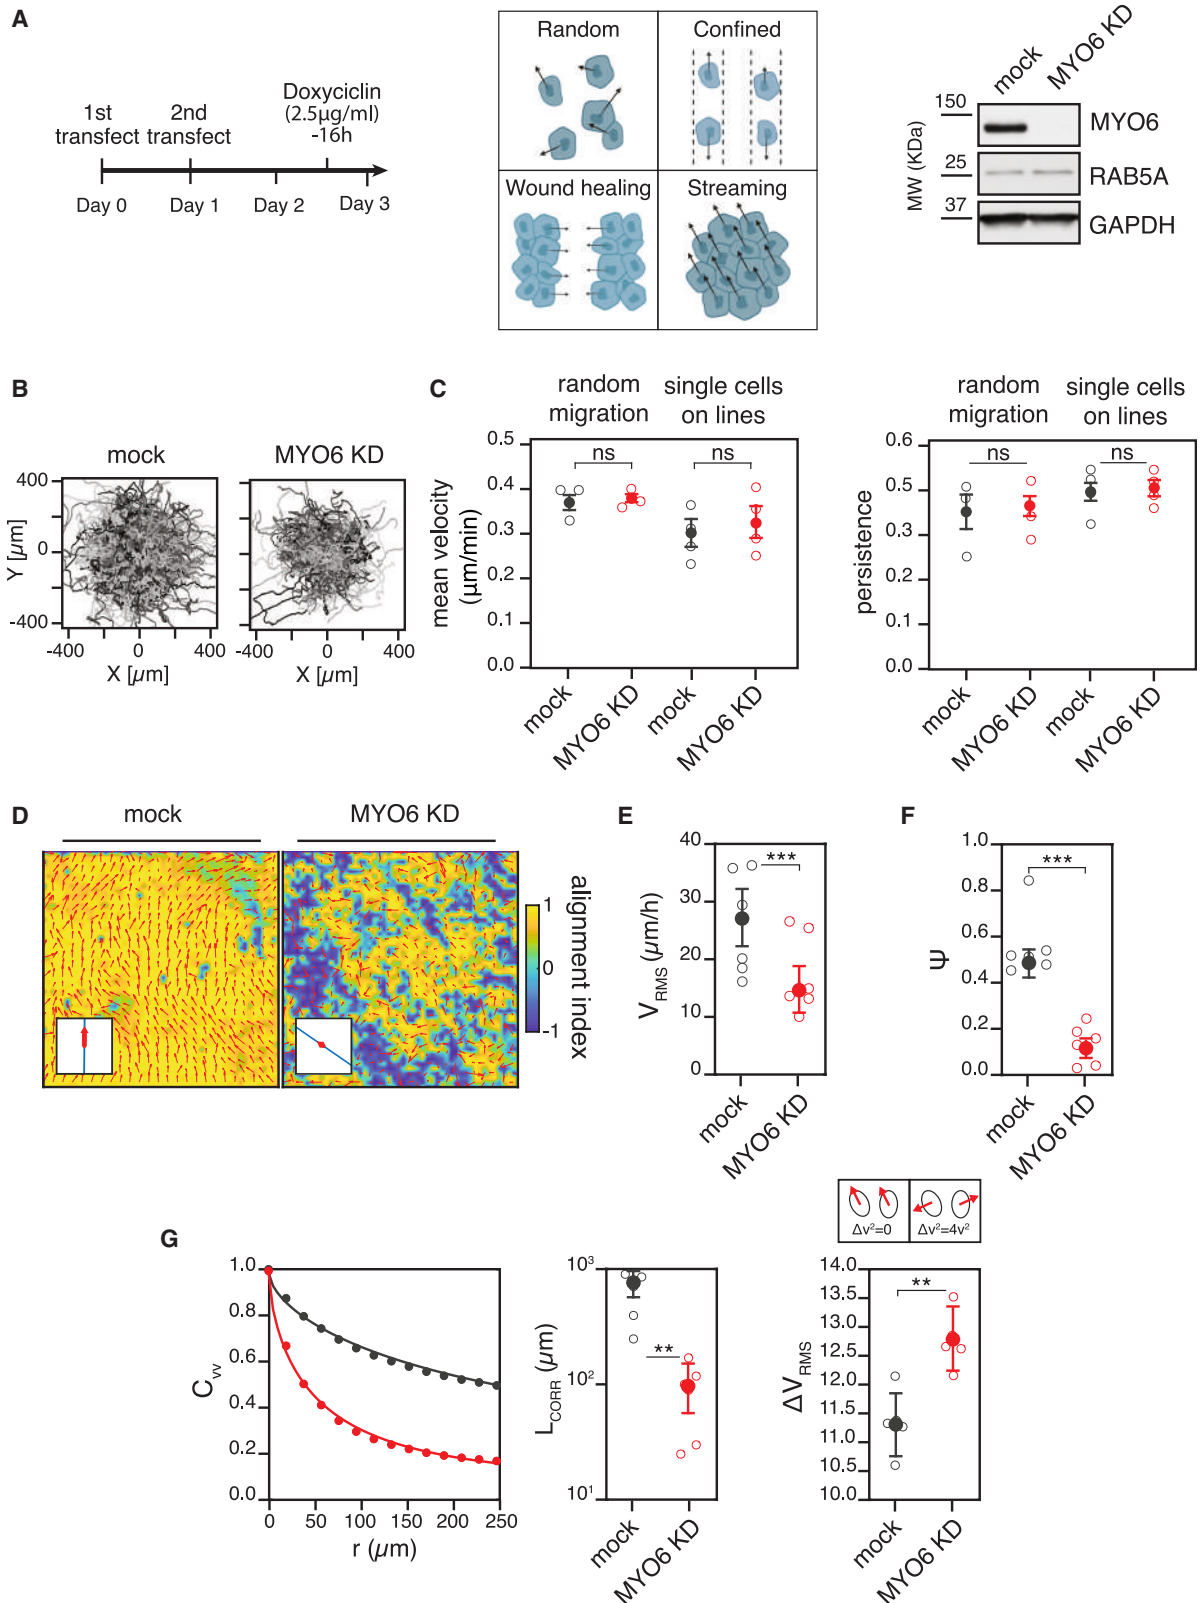 A
1st
transfect
2nd
transfect
Doxyciclin
(2.5µg/ml)
-16h
Day 0
Day 1
Day 2
Day 3
Random
Confined
Wound healing
Streaming
mock
MYO6 KD
MW (KDa)
150
25
37
MYO6
RAB5A
GAPDH
B
mock
MYO6 KD
Y [µm]
400
0
-400
-400
0
400
X [µm]
-400
0
400
X [µm]
C
random
migration
single cells
on lines
mean velocity
(µm/min)
0.5
0.4
0.3
0.2
0.1
0.0
ns
ns
mock
MYO6 KD
mock
MYO6 KD
random
migration
single cells
on lines
persistence
0.6
0.5
0.3
0.1
0.0
ns
ns
mock
MYO6 KD
mock
MYO6 KD
D
mock
MYO6 KD
1
0
-1
alignment index
E
V RMS (µm/h)
40
30
20
10
0
***
mock
MYO6 KD
F
Ψ
1.0
0.8
0.6
0.4
0.2
0.0
***
mock
MYO6 KD
G
C vv
1.0
0.8
0.6
0.4
0.2
0.0
0
50
100
150
200
250
r (µm)
L CORR (µm)
10³
10²
10¹
**
mock
MYO6 KD
Δv²=0
Δv²=4v²
ΔV RMS
14.0
13.5
13.0
12.5
12.0
11.5
11.0
10.5
10.0
**
mock
MYO6 KD